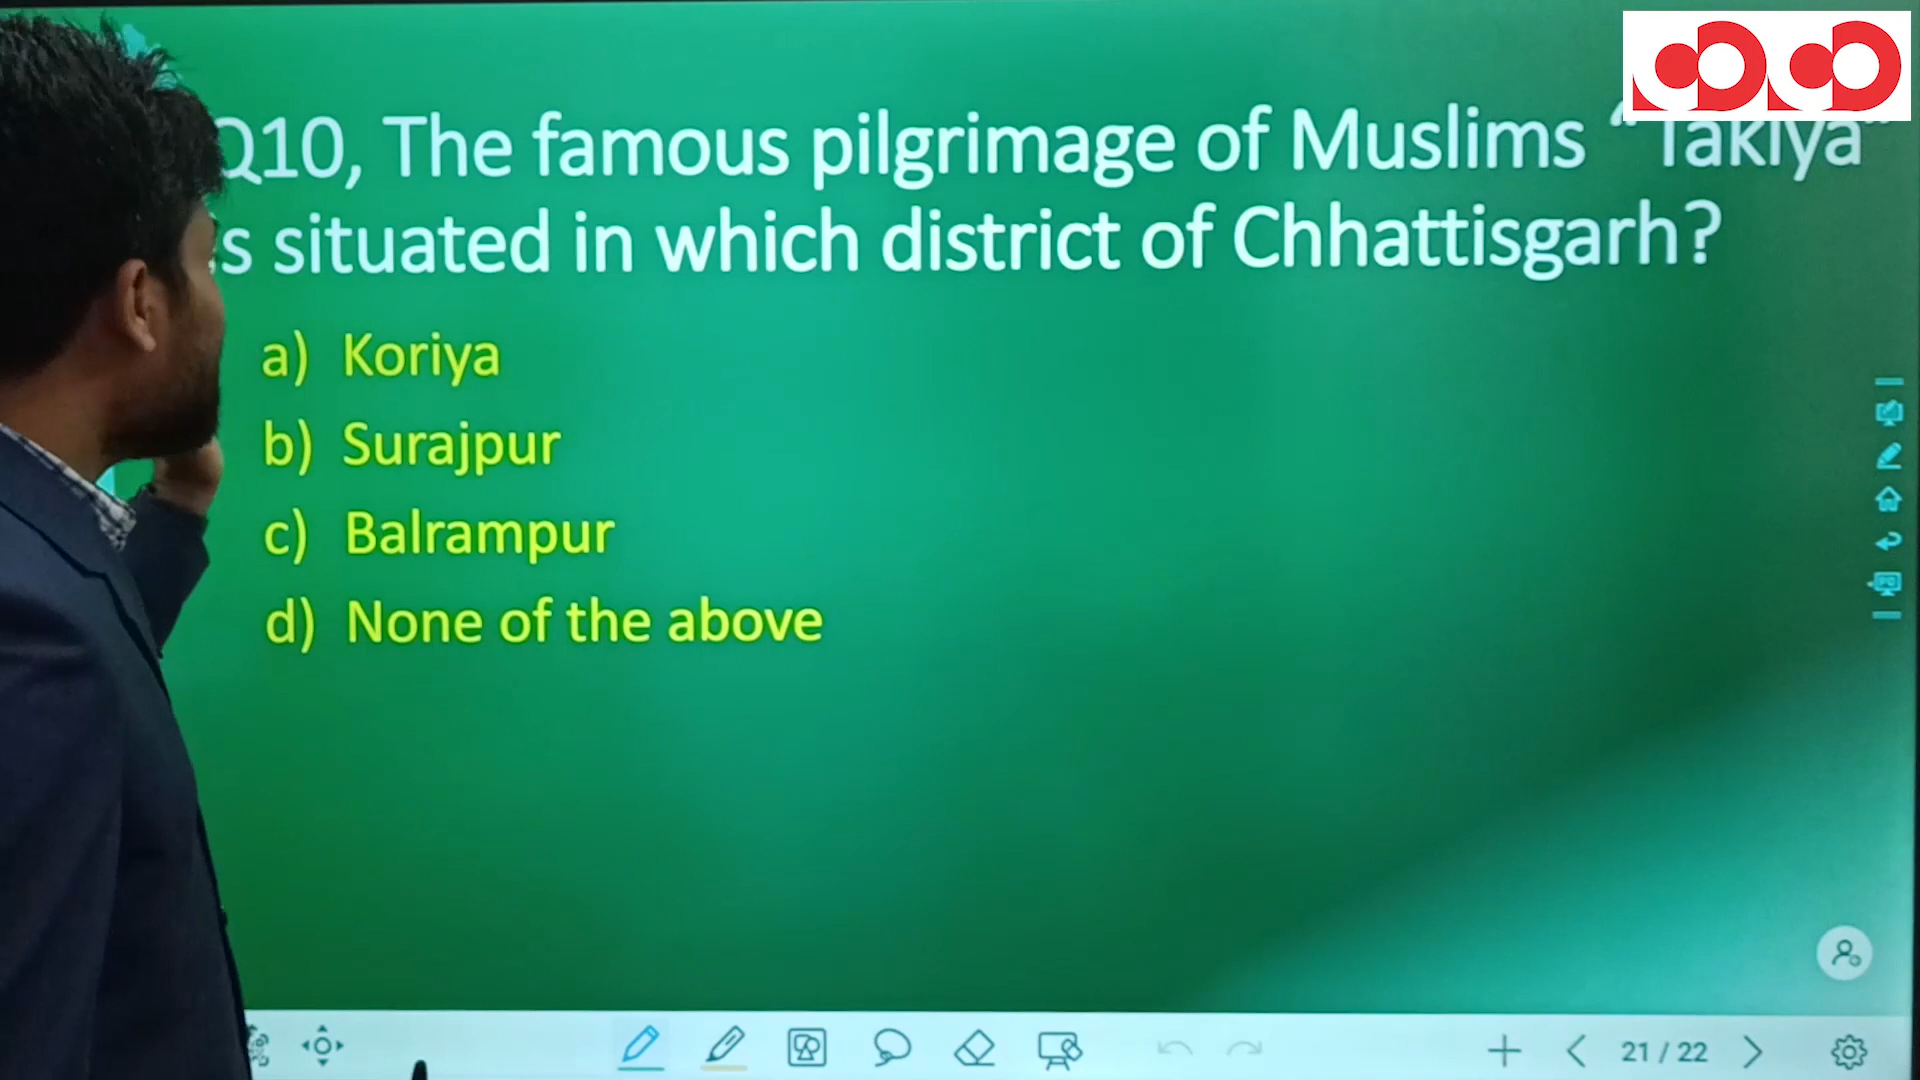 Q10, The famous pilgrimage of Muslims “Takiya”
is situated in which district of Chhattisgarh?
a) Koriya
b) Surajpur
c) Balrampur
d) None of the above
21 / 22